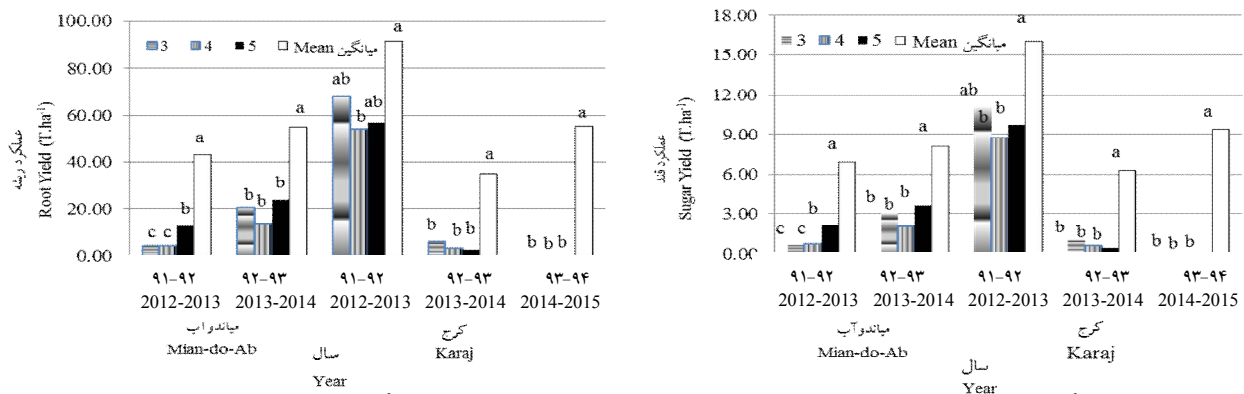 100.00
80.00
60.00
40.00
20.00
0.00
عملکرد ریشه
Root Yield (T.ha⁻¹)
3 4 5 Mean میانگین
c c b a
b b b a
ab b ab a
b b b a
b b b a
۹۱-۹۲ ۹۲-۹۳ ۹۱-۹۲ ۹۲-۹۳ ۹۳-۹۴
2012-2013 2013-2014 2012-2013 2013-2014 2014-2015
میاندواب کرج
Mian-do-Ab Karaj
سال
Year
18.00
15.00
12.00
9.00
6.00
3.00
0.00
عملکرد قند
Sugar Yield (T.ha⁻¹)
3 4 5 Mean میانگین
c c b a
b b b a
ab b b a
b b b a
b b b a
۹۱-۹۲ ۹۲-۹۳ ۹۱-۹۲ ۹۲-۹۳ ۹۳-۹۴
2012-2013 2013-2014 2012-2013 2013-2014 2014-2015
میاندوآب کرج
Mian-do-Ab Karaj
سال
Year